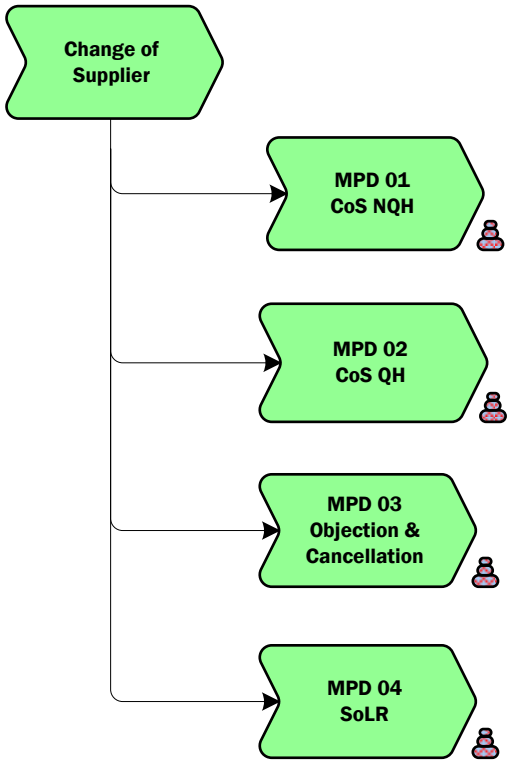 Change of
Supplier
MPD 01
CoS NQH
MPD 02
CoS QH
MPD 03
Objection &
Cancellation
MPD 04
SoLR